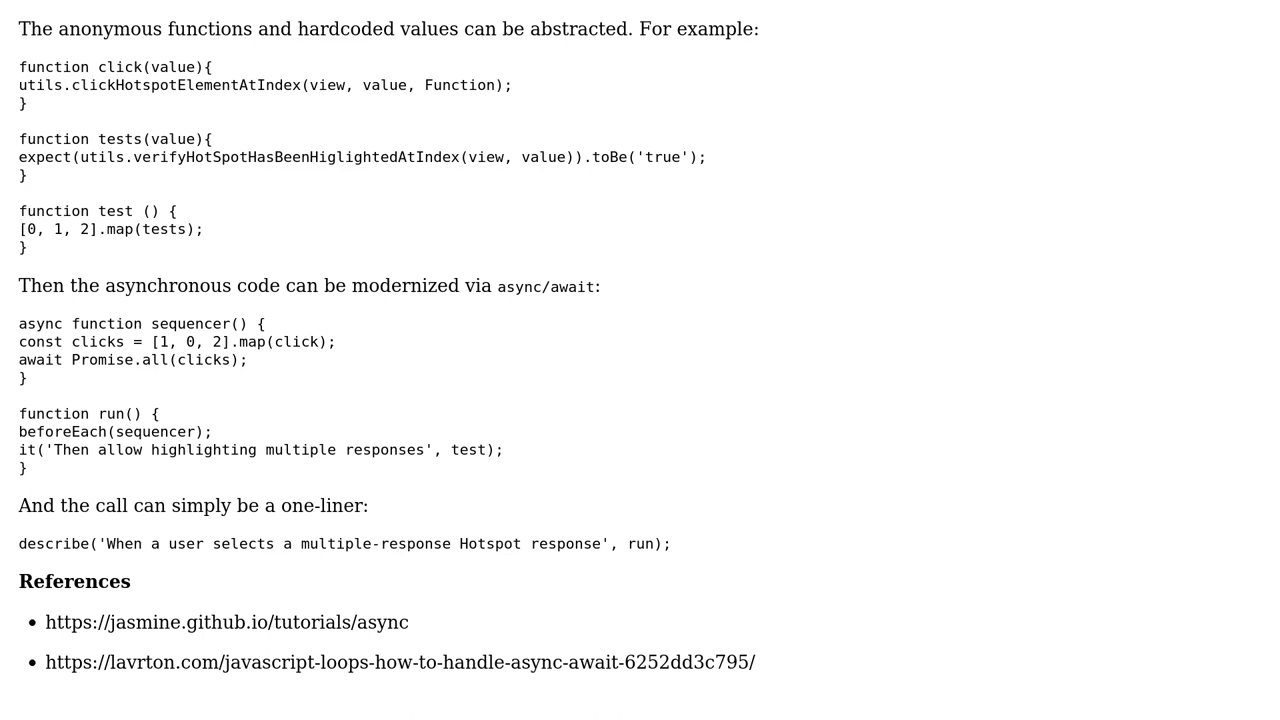 The anonymous functions and hardcoded values can be abstracted. For example:
function click(value){
utils.clickHotspotElementAtIndex(view, value, Function);
}
function tests(value){
expect(utils.verifyHotSpotHasBeenHiglightedAtIndex(view, value)).toBe('true');
}
function test () {
[0, 1, 2].map(tests);
}
Then the asynchronous code can be modernized via async/await:
async function sequencer() {
const clicks = [1, 0, 2].map(click);
await Promise.all(clicks);
}
function run() {
beforeEach(sequencer);
it('Then allow highlighting multiple responses', test);
}
And the call can simply be a one-liner:
describe('When a user selects a multiple-response Hotspot response', run);
References
• https://jasmine.github.io/tutorials/async
• https://lavrton.com/javascript-loops-how-to-handle-async-await-6252dd3c795/